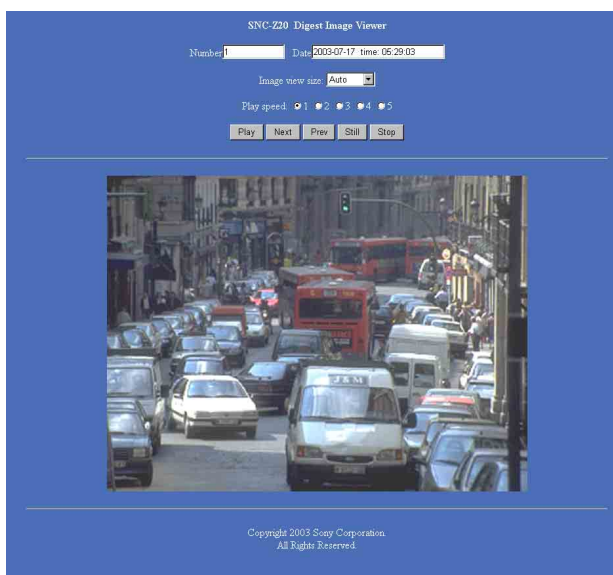 SNC-Z20 Digest Image Viewer
Number 1 Date 2003-07-17 time: 05:29:03
Image view size: Auto
Play speed: 1 2 3 4 5
Play Next Prev Still Stop
J&M
Copyright 2003 Sony Corporation.
All Rights Reserved.